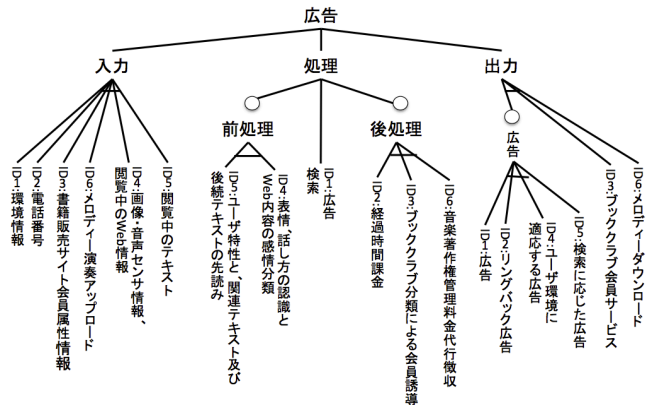 広告
入力
処理
出力
前処理
後処理
広告
ID1:環境情報
ID2:電話番号
ID3:書籍販売サイト会員属性情報
ID6:メロディー演奏アップロード
ID4:画像・音声センサ情報、
閲覧中のWeb情報
ID5:閲覧中のテキスト
ID5:ユーザ特性と、関連テキスト及び
後続テキストの先読み
ID4:表情、話し方の認識と
Web内容の感情分類
ID1:広告
検索
ID2:経過時間課金
ID3:ブッククラブ分類による会員誘導
ID6:音楽著作権管理料金代行徴収
ID1:広告
ID2:リングバック広告
ID4:ユーザ環境に
適応する広告
ID5:検索に応じた広告
ID3:ブッククラブ会員サービス
ID6:メロディーダウンロード